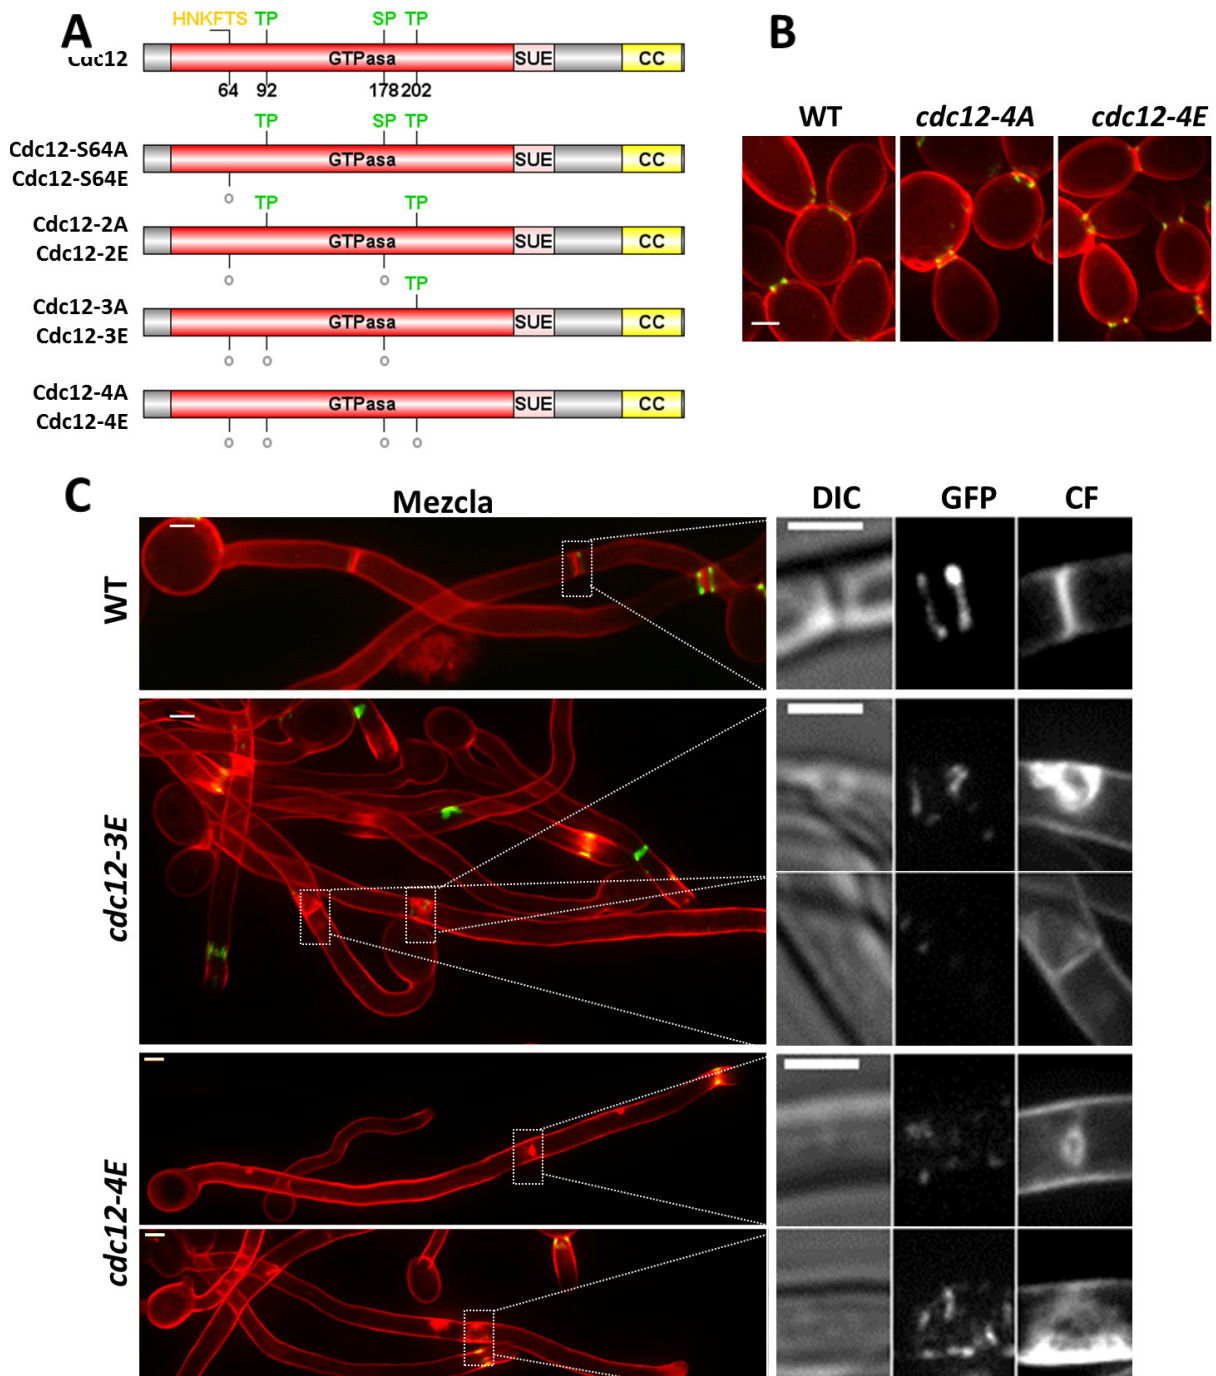 A
HNKFTS TP SP TP
Cdc12
GTPasa SUE CC
64 92 178 202
TP SP TP
Cdc12-S64A
Cdc12-S64E
GTPasa SUE CC
TP TP
Cdc12-2A
Cdc12-2E
GTPasa SUE CC
TP
Cdc12-3A
Cdc12-3E
GTPasa SUE CC
Cdc12-4A
Cdc12-4E
GTPasa SUE CC
B
WT cdc12-4A cdc12-4E
C
Mezcla DIC GFP CF
WT
cdc12-3E
cdc12-4E
cdc12-4E